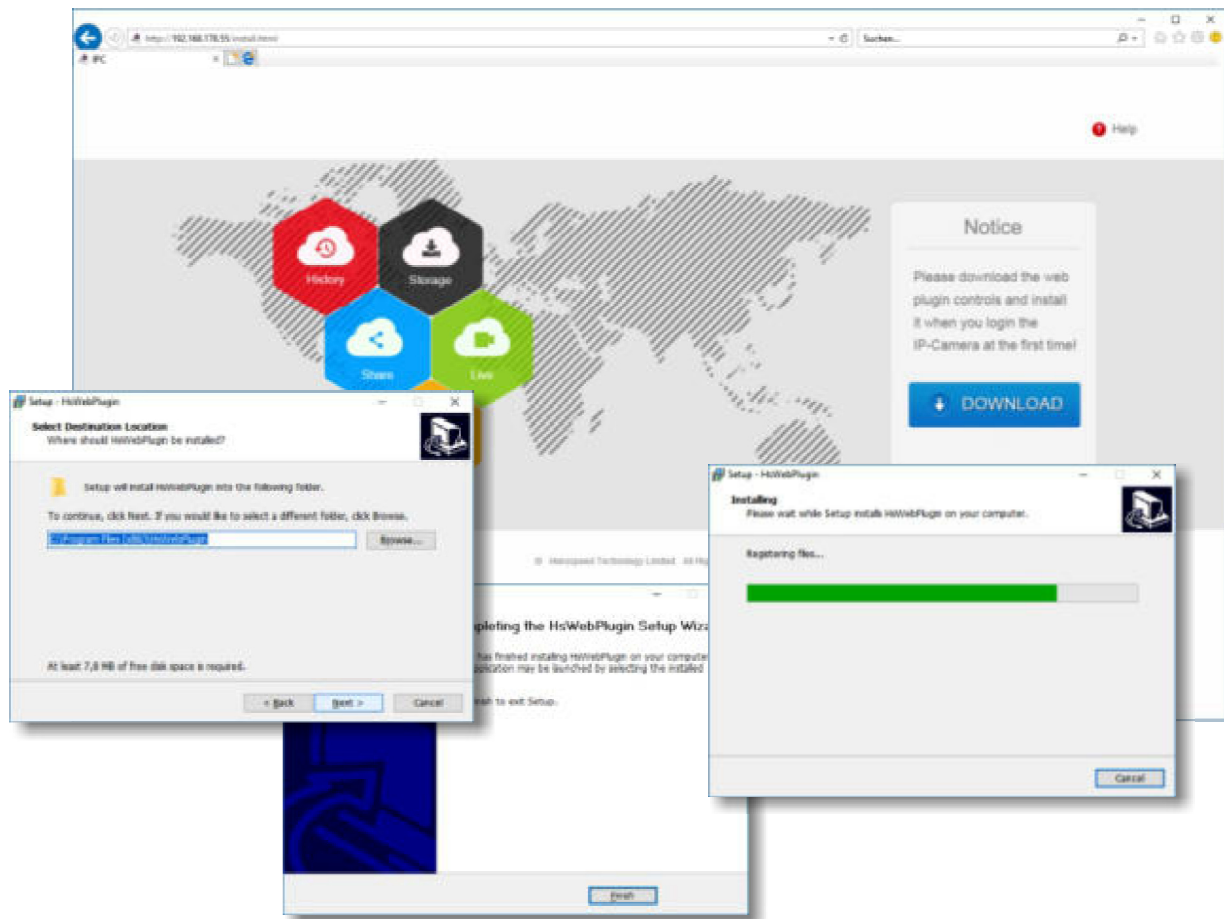 http://192.168.178.55/install.html
Suchen...
IPC
Help
Notice
Please download the web
plugin controls and install
it when you login the
IP-Camera at the first time!
DOWNLOAD
History
Storage
Share
Live
Setup - HsWebPlugin
Select Destination Location
Where should HsWebPlugin be installed?
Setup will install HsWebPlugin into the following folder.
To continue, click Next. If you would like to select a different folder, click Browse.
C:\Program Files (x86)\HsWebPlugin
Browse...
At least 7,8 MB of free disk space is required.
< Back
Next >
Cancel
Technology Limited All
pleting the HsWebPlugin Setup Wiz
has finished installing HsWebPlugin on your computer
plication may be launched by selecting the installed
to exit Setup.
Finish
Setup - HsWebPlugin
Installing
Please wait while Setup installs HsWebPlugin on your computer.
Registering files...
Cancel